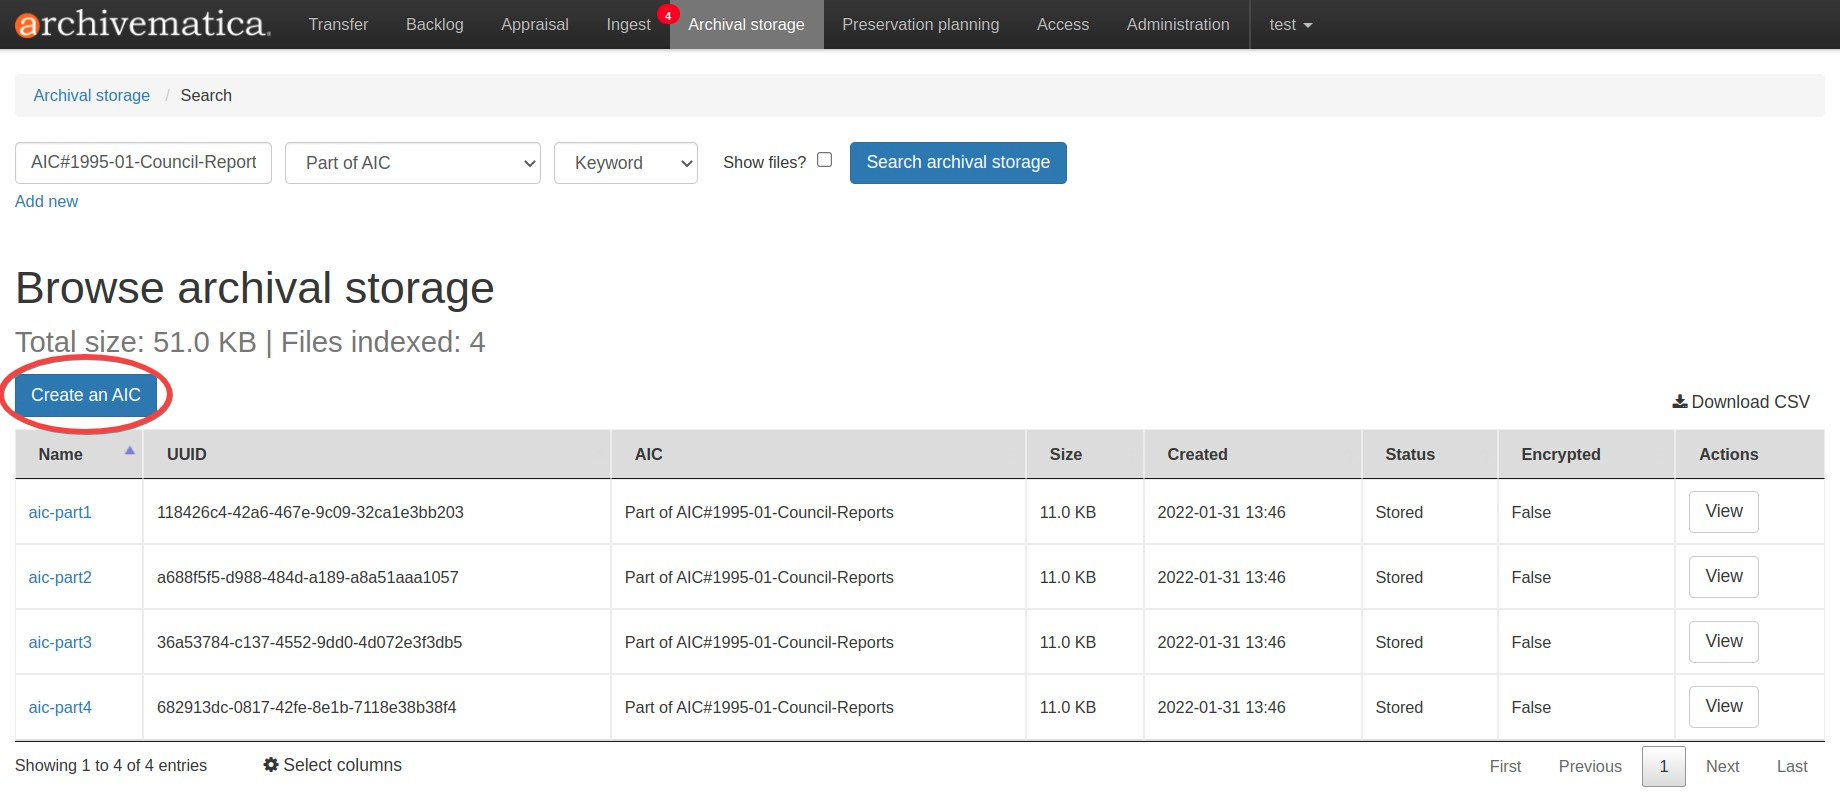 archivematica. Transfer Backlog Appraisal Ingest 4 Archival storage Preservation planning Access Administration test
Archival storage / Search
AIC#1995-01-Council-Report Part of AIC Keyword Show files? Search archival storage
Add new
Browse archival storage
Total size: 51.0 KB | Files indexed: 4
Create an AIC
Download CSV
Name UUID AIC Size Created Status Encrypted Actions
aic-part1 118426c4-42a6-467e-9c09-32ca1e3bb203 Part of AIC#1995-01-Council-Reports 11.0 KB 2022-01-31 13:46 Stored False View
aic-part2 a688f5f5-d988-484d-a189-a8a51aaa1057 Part of AIC#1995-01-Council-Reports 11.0 KB 2022-01-31 13:46 Stored False View
aic-part3 36a53784-c137-4552-9dd0-4d072e3f3db5 Part of AIC#1995-01-Council-Reports 11.0 KB 2022-01-31 13:46 Stored False View
aic-part4 682913dc-0817-42fe-8e1b-7118e38b38f4 Part of AIC#1995-01-Council-Reports 11.0 KB 2022-01-31 13:46 Stored False View
Showing 1 to 4 of 4 entries Select columns First Previous 1 Next Last